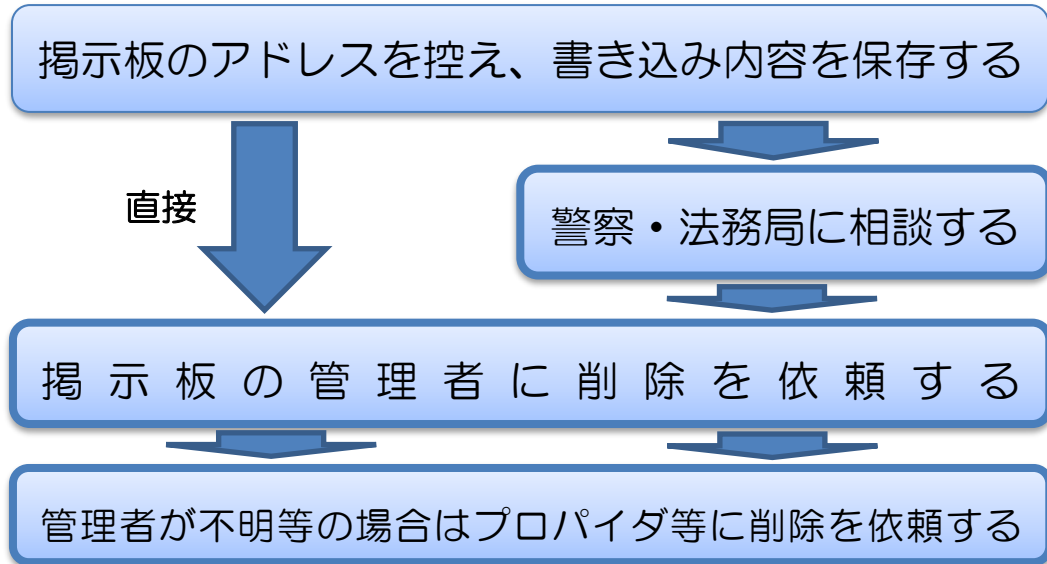 掲示板のアドレスを控え、書き込み内容を保存する
直接
警察・法務局に相談する
掲示板の管理者に削除を依頼する
管理者が不明等の場合はプロバイダ等に削除を依頼する